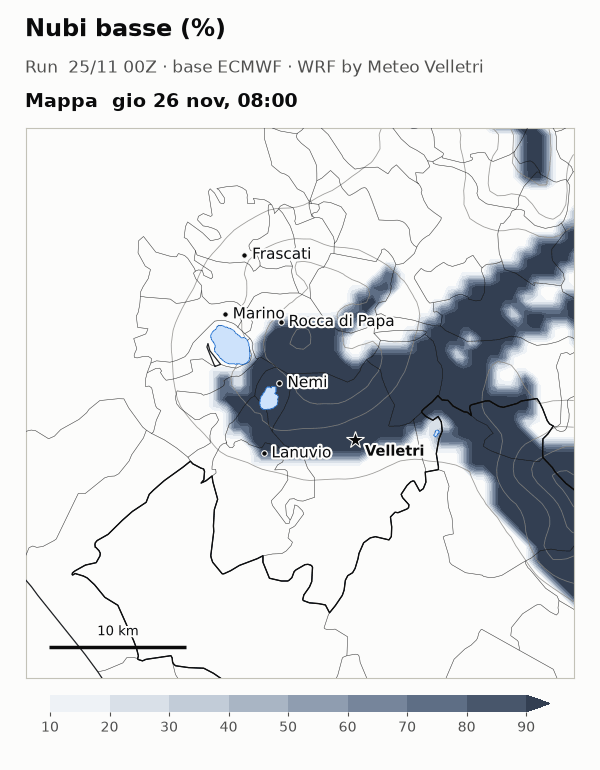 Nubi basse (%)
Run 25/11 00Z · base ECMWF · WRF by Meteo Velletri
Mappa gio 26 nov, 08:00
Frascati
Marino
Rocca di Papa
Nemi
Velletri
Lanuvio
10 km
10 20 30 40 50 60 70 80 90